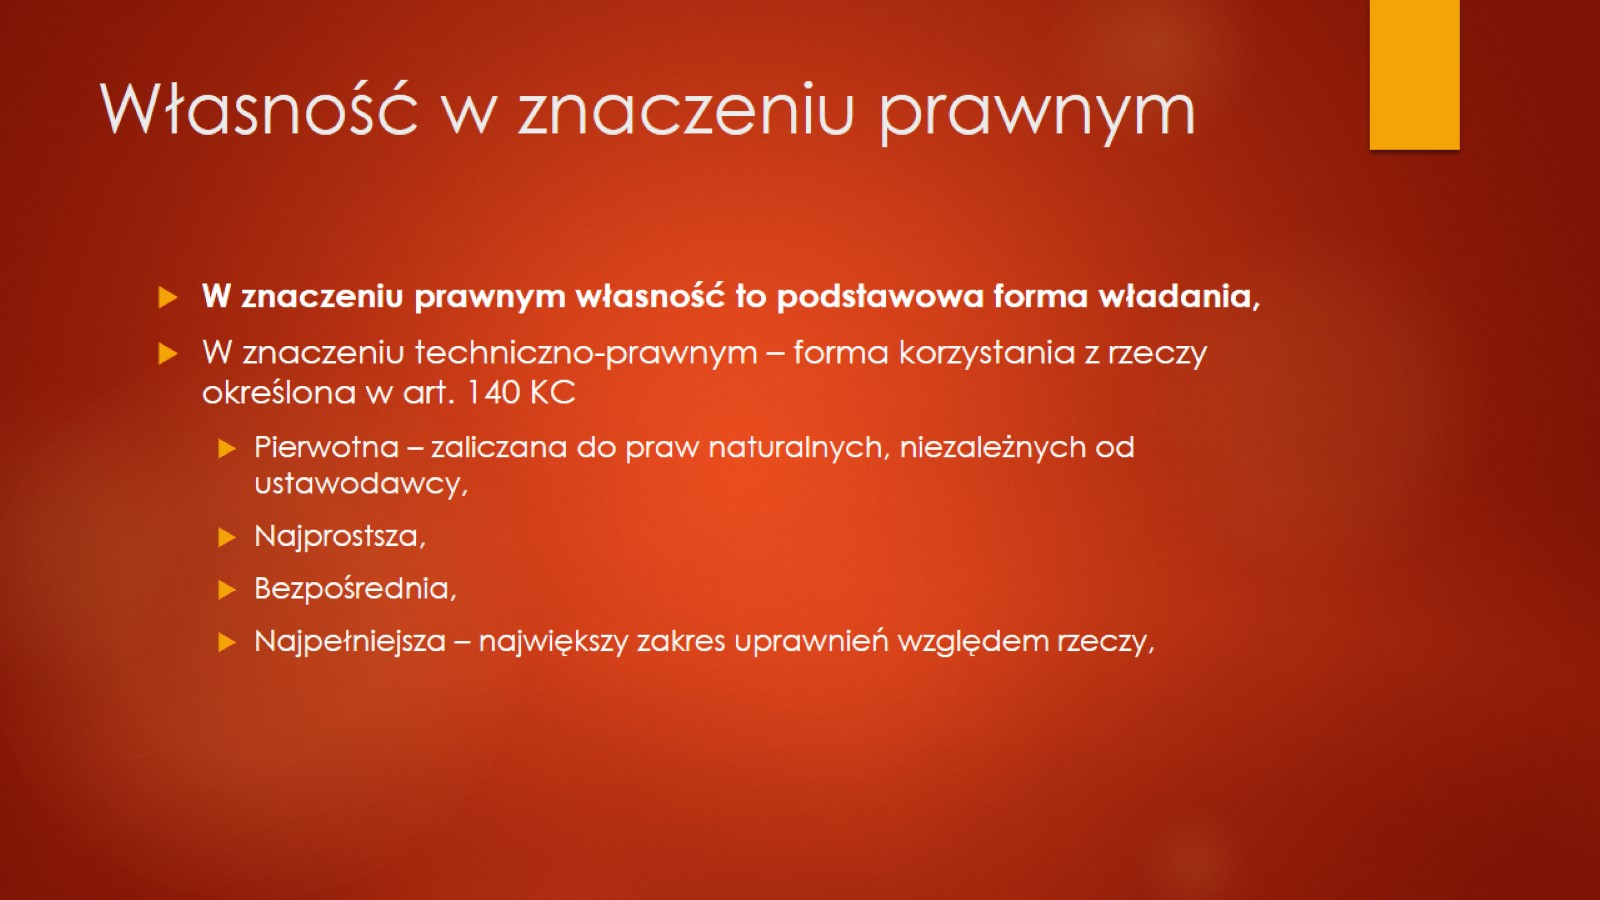 Własność w znaczeniu prawnym
W znaczeniu prawnym własność to podstawowa forma władania,
W znaczeniu techniczno-prawnym – forma korzystania z rzeczy
określona w art. 140 KC
Pierwotna – zaliczana do praw naturalnych, niezależnych od
ustawodawcy,
Najprostsza,
Bezpośrednia,
Najpełniejsza – największy zakres uprawnień względem rzeczy,